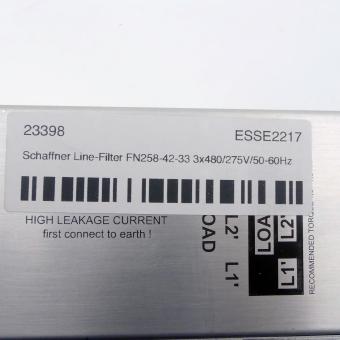 23398 ESSE2217
Schaffner Line-Filter FN258-42-33 3x480/275V/50-60Hz
HIGH LEAKAGE CURRENT
first connect to earth !
L2'
L1'
OAD
LOA
L2'
L1'
RECOMMENDED TORQUE